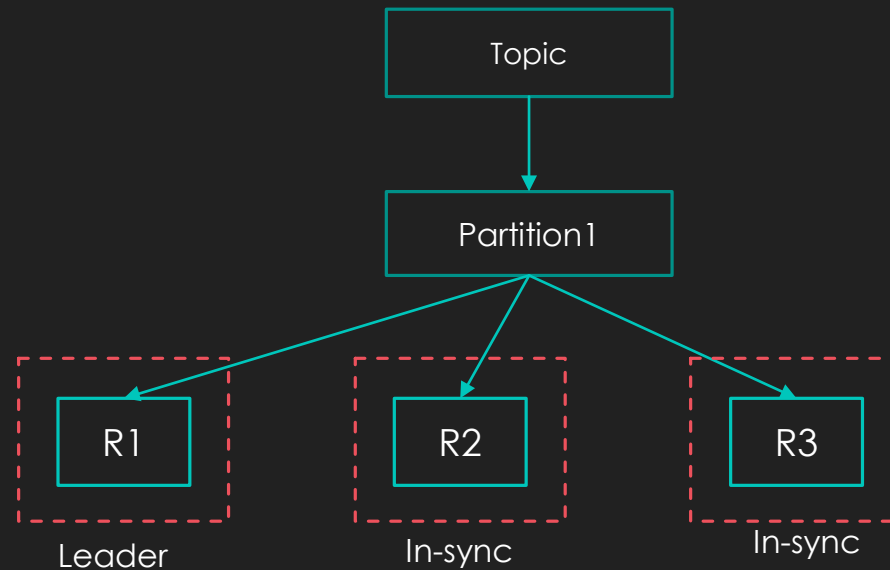 Topic
Partition1
R1
R2
R3
Leader
In-sync
In-sync